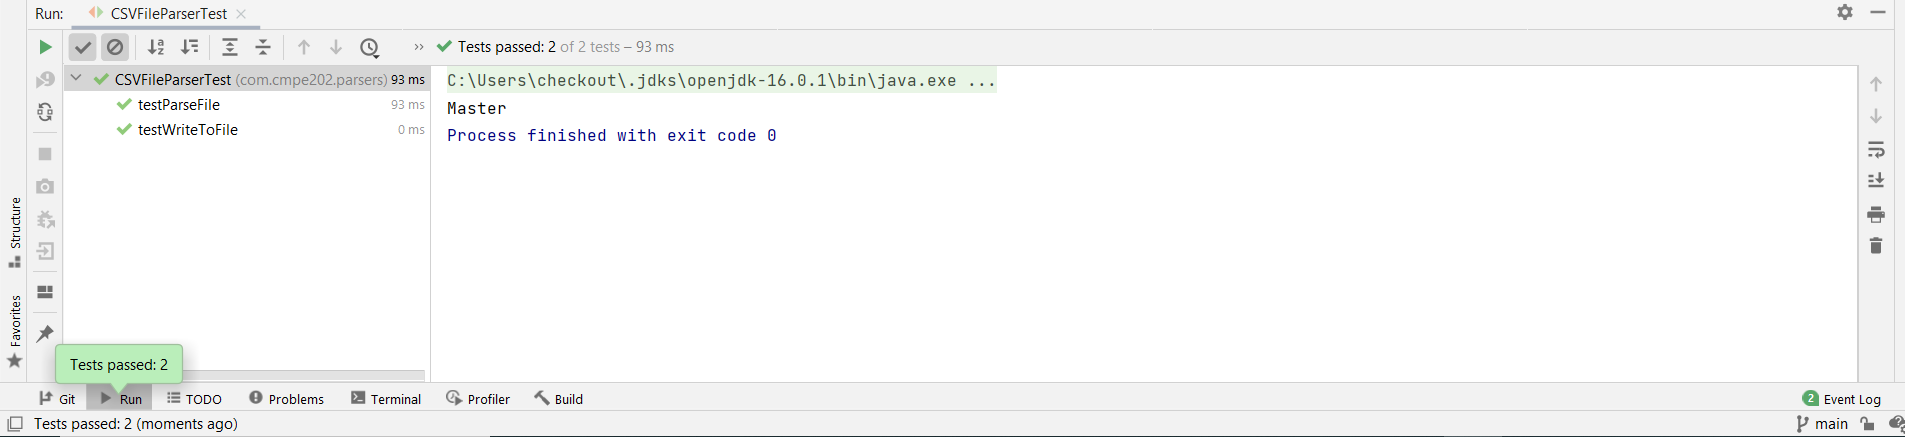 Run: CSVFileParserTest
Tests passed: 2 of 2 tests – 93 ms
CSVFileParserTest (com.cmpe202.parsers) 93 ms
testParseFile 93 ms
testWriteToFile 0 ms
C:\Users\checkout\.jdks\openjdk-16.0.1\bin\java.exe ...
Master
Process finished with exit code 0
Structure
Favorites
Tests passed: 2
Git Run TODO Problems Terminal Profiler Build 2 Event Log
Tests passed: 2 (moments ago) main